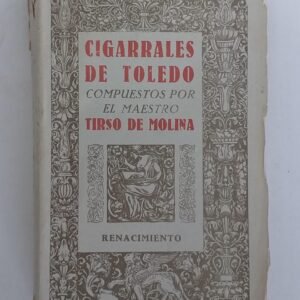 CIGARRALES
DE TOLEDO
COMPUESTOS POR
EL MAESTRO
TIRSO DE MOLINA
RENACIMIENTO